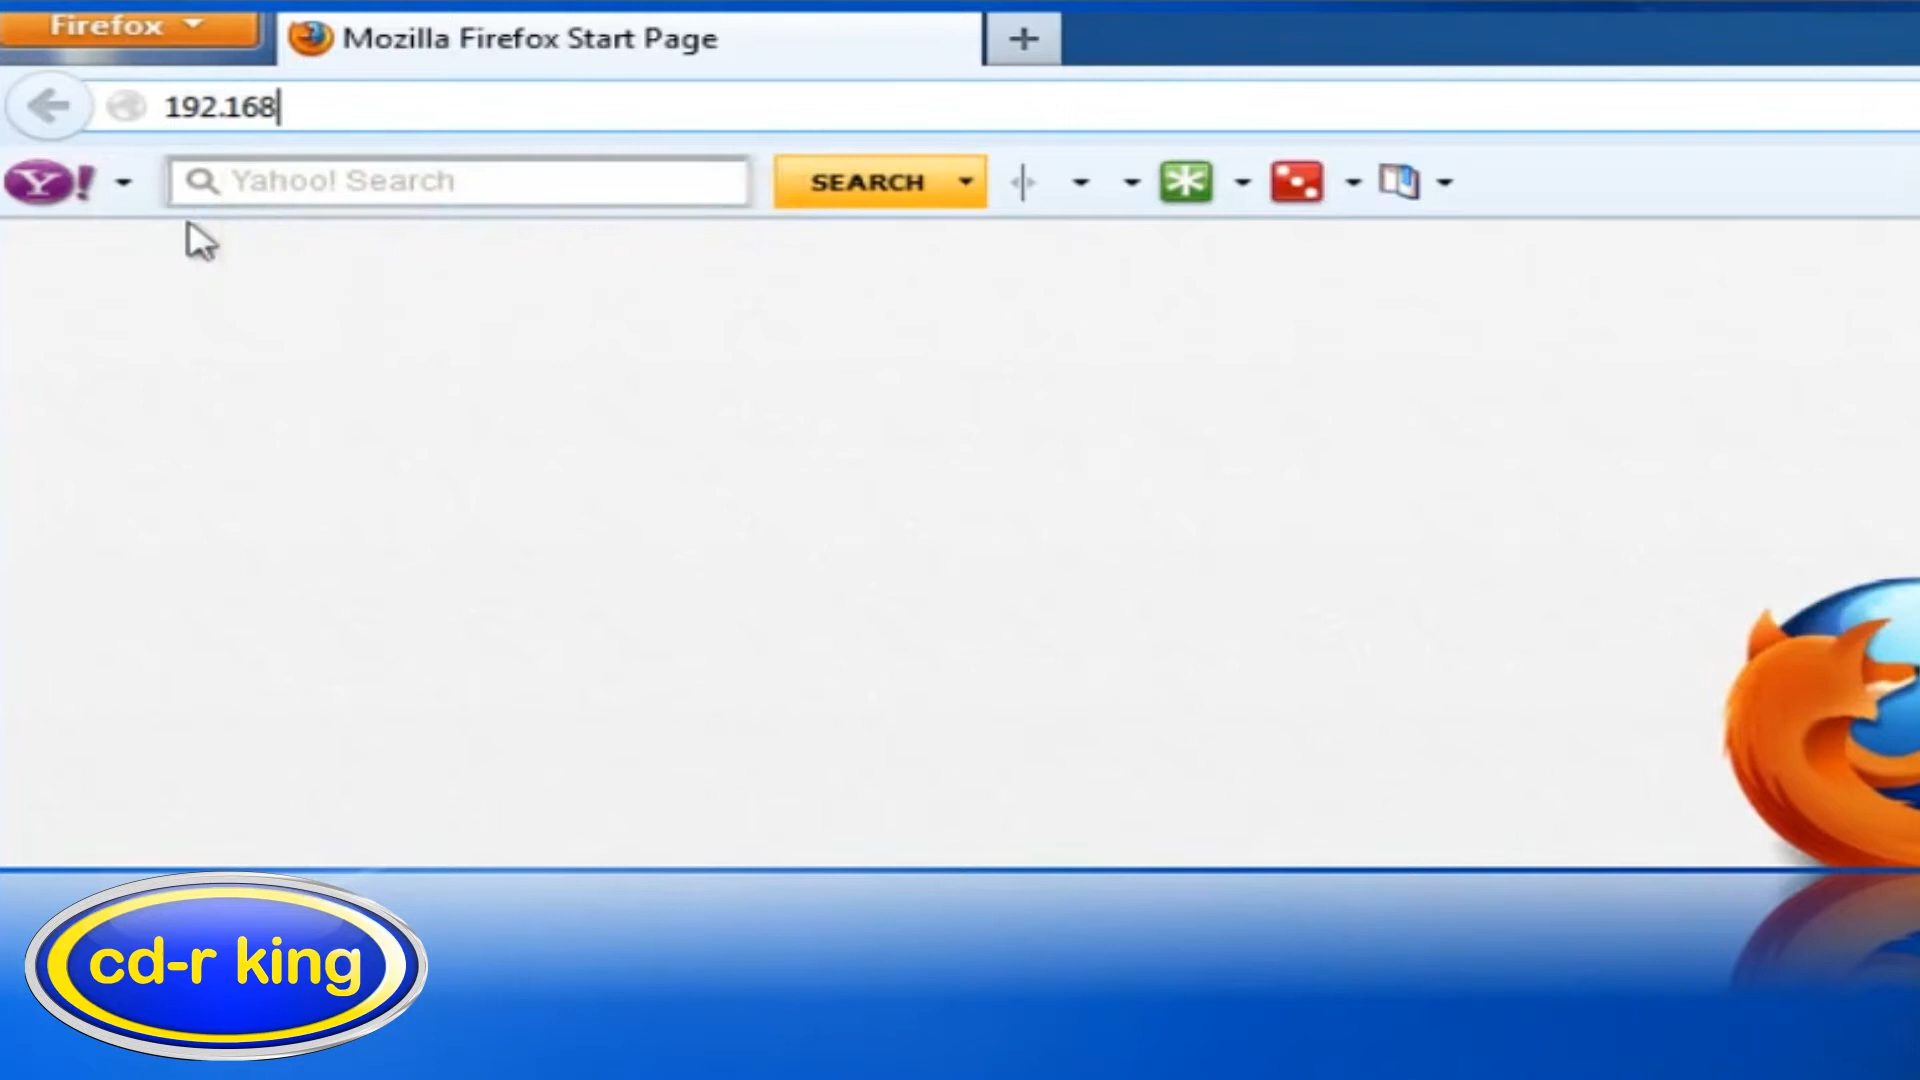 Firefox
Mozilla Firefox Start Page
192.168
Y!
Yahoo! Search
SEARCH
cd-r king